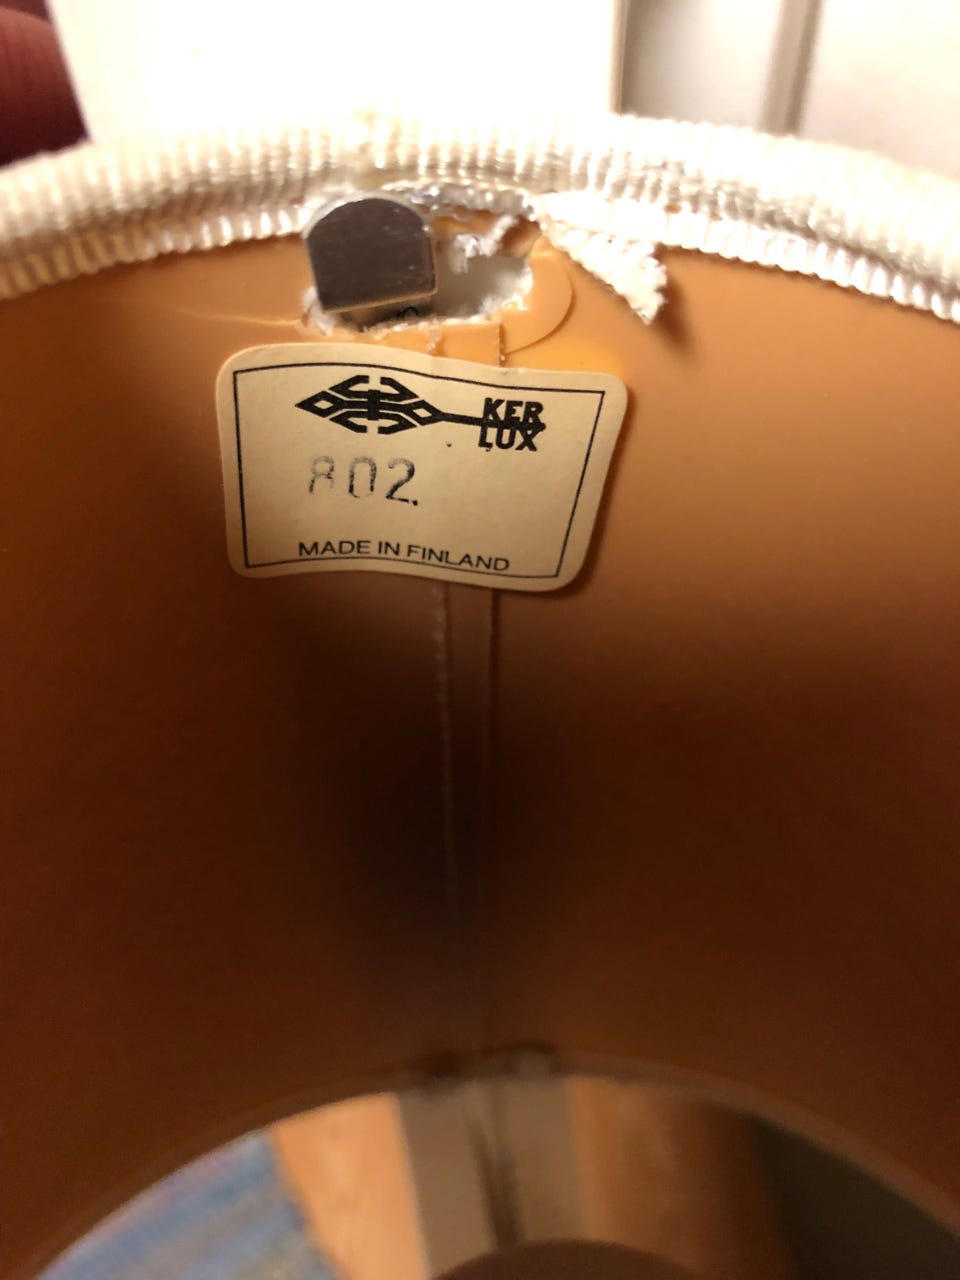 KER
LUX
802.
MADE IN FINLAND